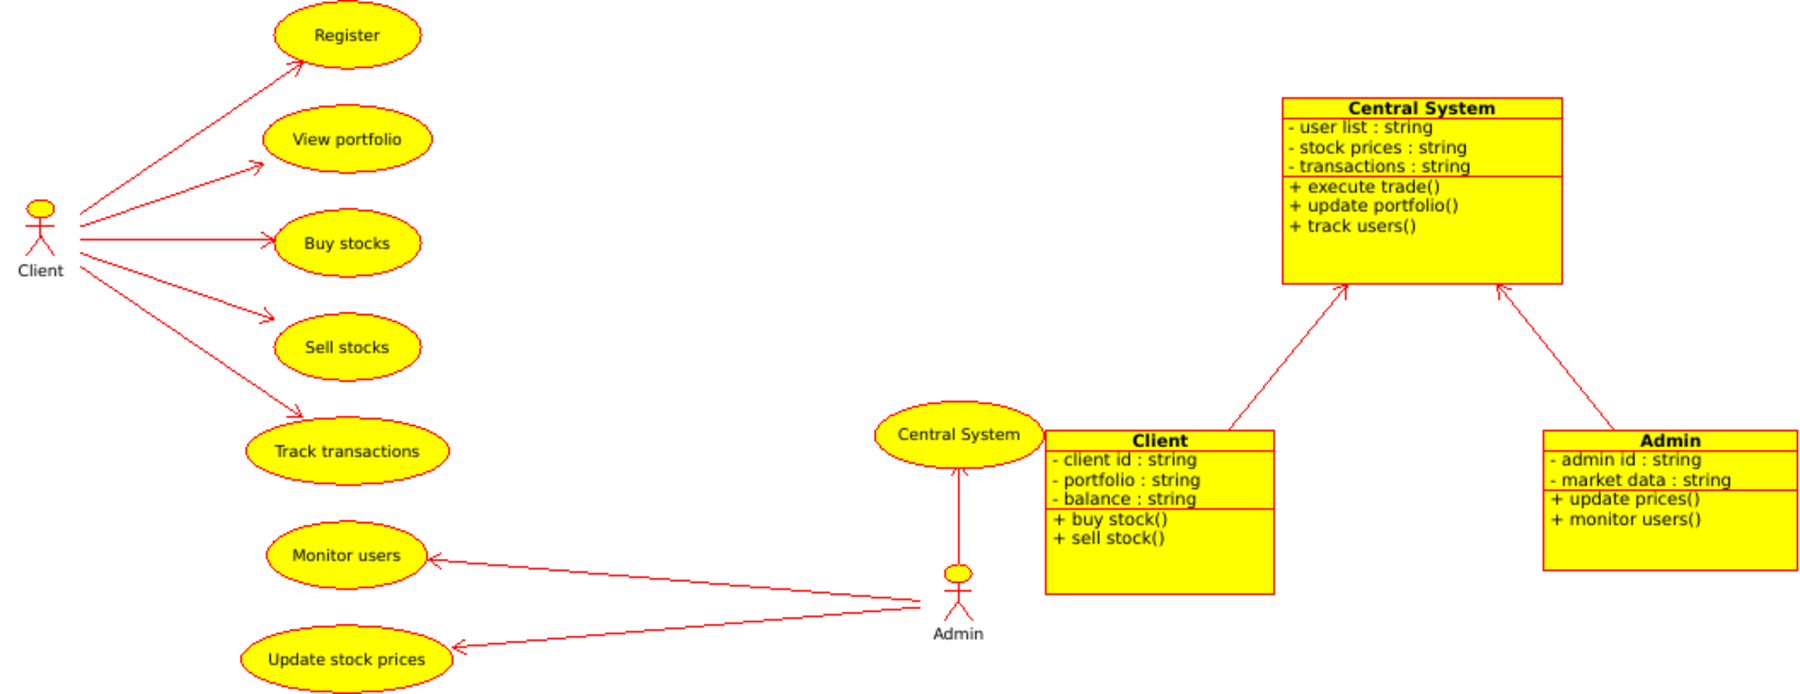 Register
View portfolio
Buy stocks
Client
Sell stocks
Track transactions
Monitor users
Update stock prices
Central System
Admin
Central System
- user list : string
- stock prices : string
- transactions : string
+ execute trade()
+ update portfolio()
+ track users()
Client
- client id : string
- portfolio : string
- balance : string
+ buy stock()
+ sell stock()
Admin
- admin id : string
- market data : string
+ update prices()
+ monitor users()